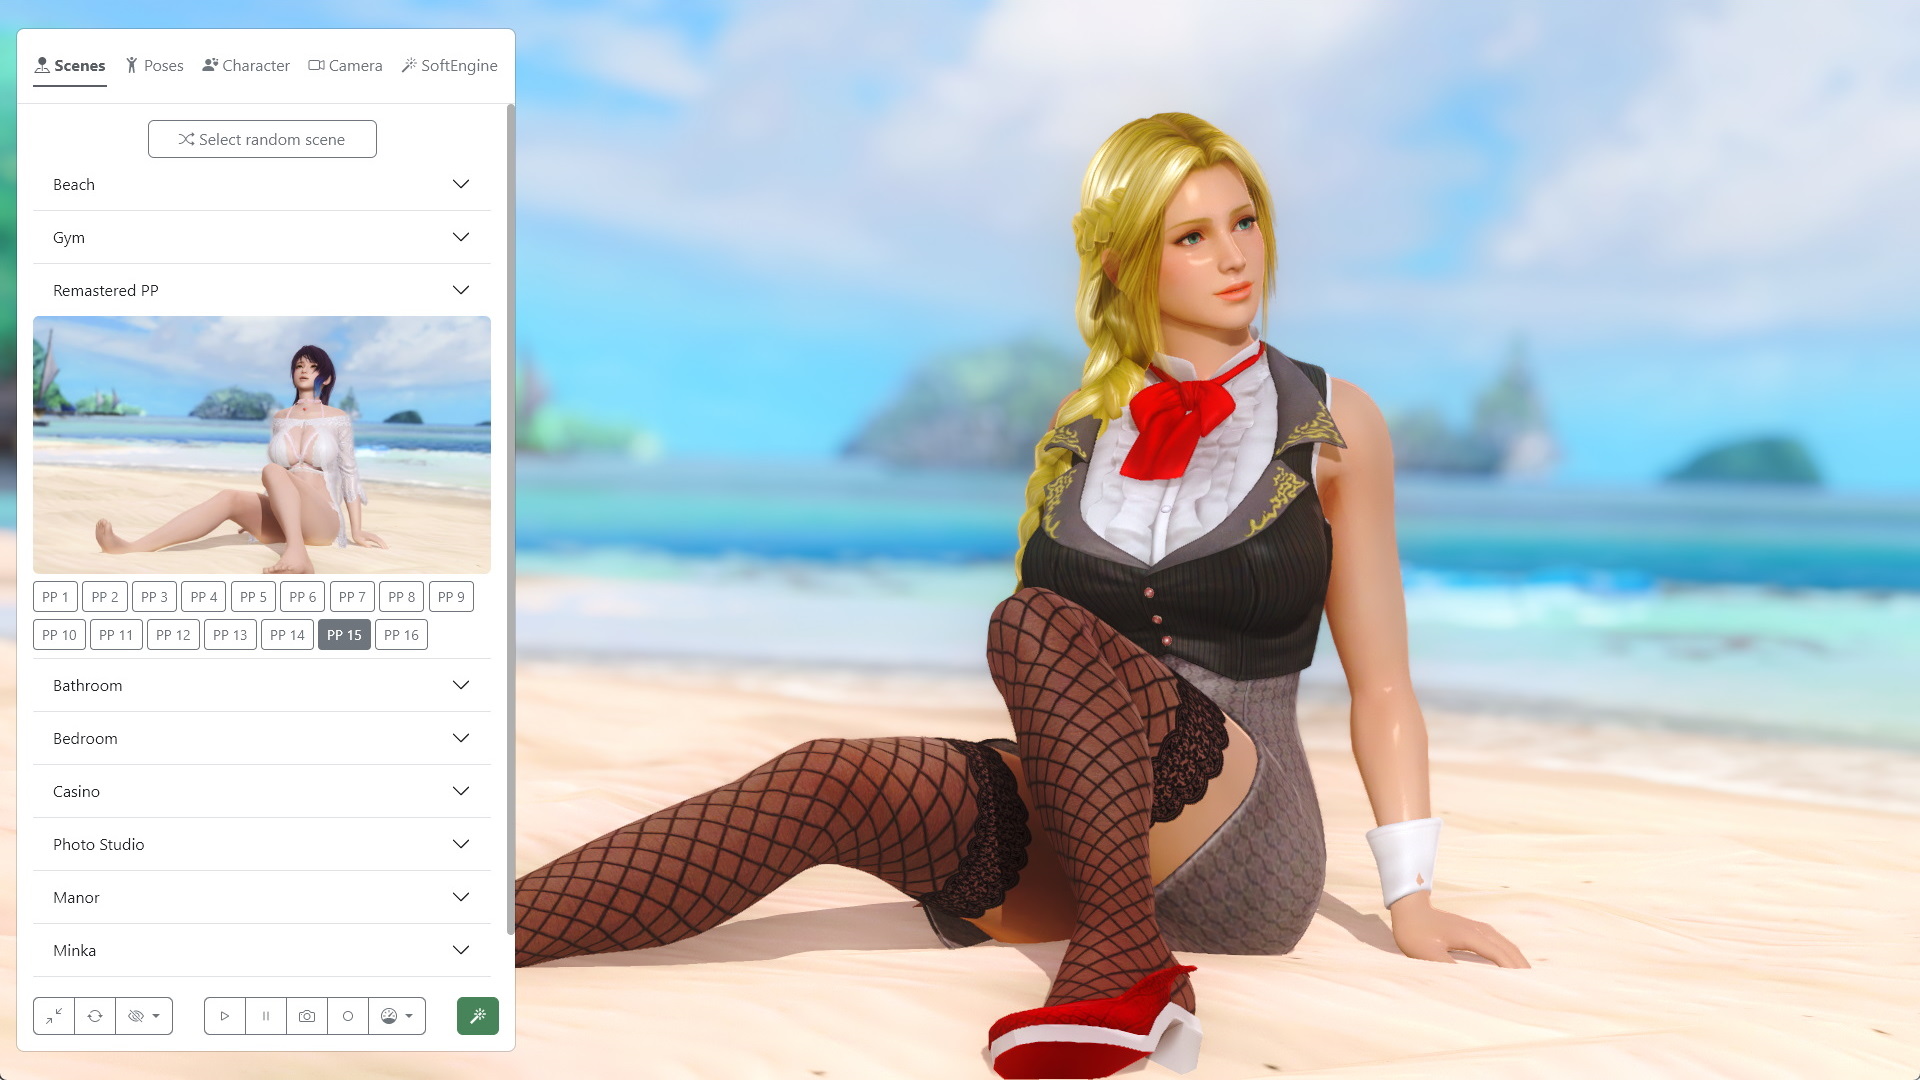 Scenes Poses Character Camera SoftEngine
Select random scene
Beach
Gym
Remastered PP
PP 1 PP 2 PP 3 PP 4 PP 5 PP 6 PP 7 PP 8 PP 9
PP 10 PP 11 PP 12 PP 13 PP 14 PP 15 PP 16
Bathroom
Bedroom
Casino
Photo Studio
Manor
Minka